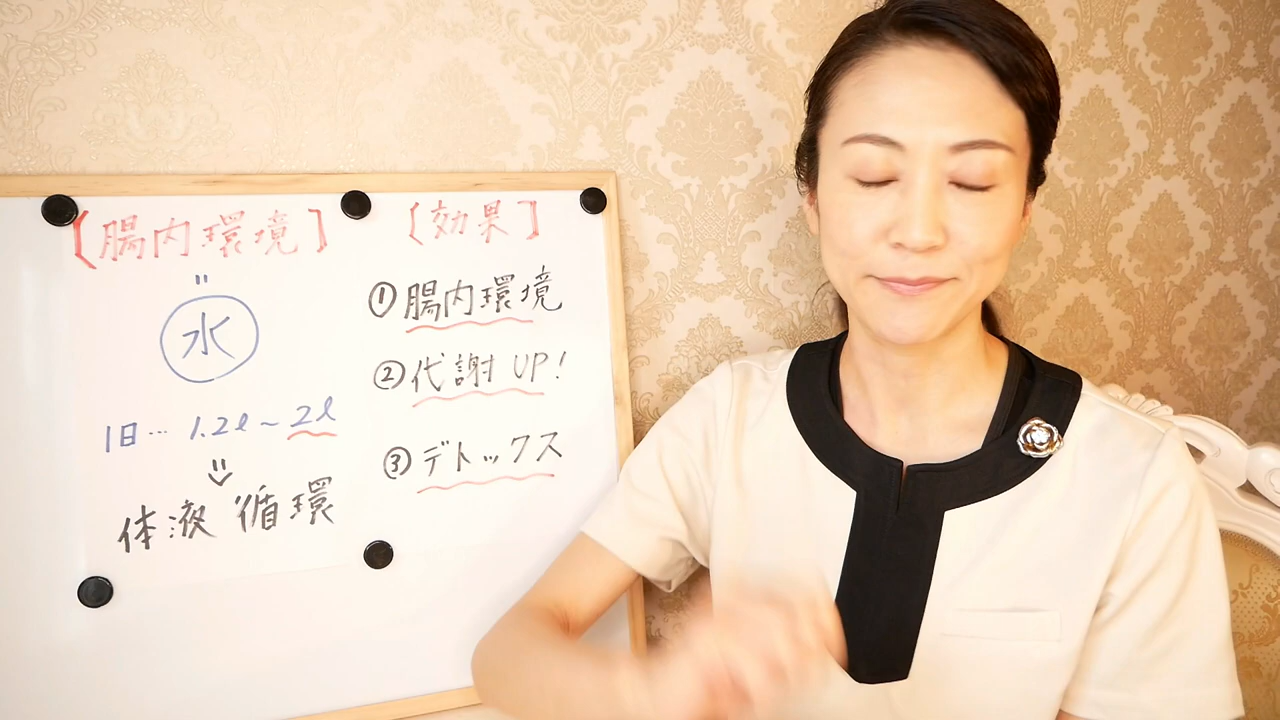 【腸内環境】
"
水
1日… 1.2ℓ〜2ℓ
体液循環
【効果】
①腸内環境
②代謝UP!
③デトックス